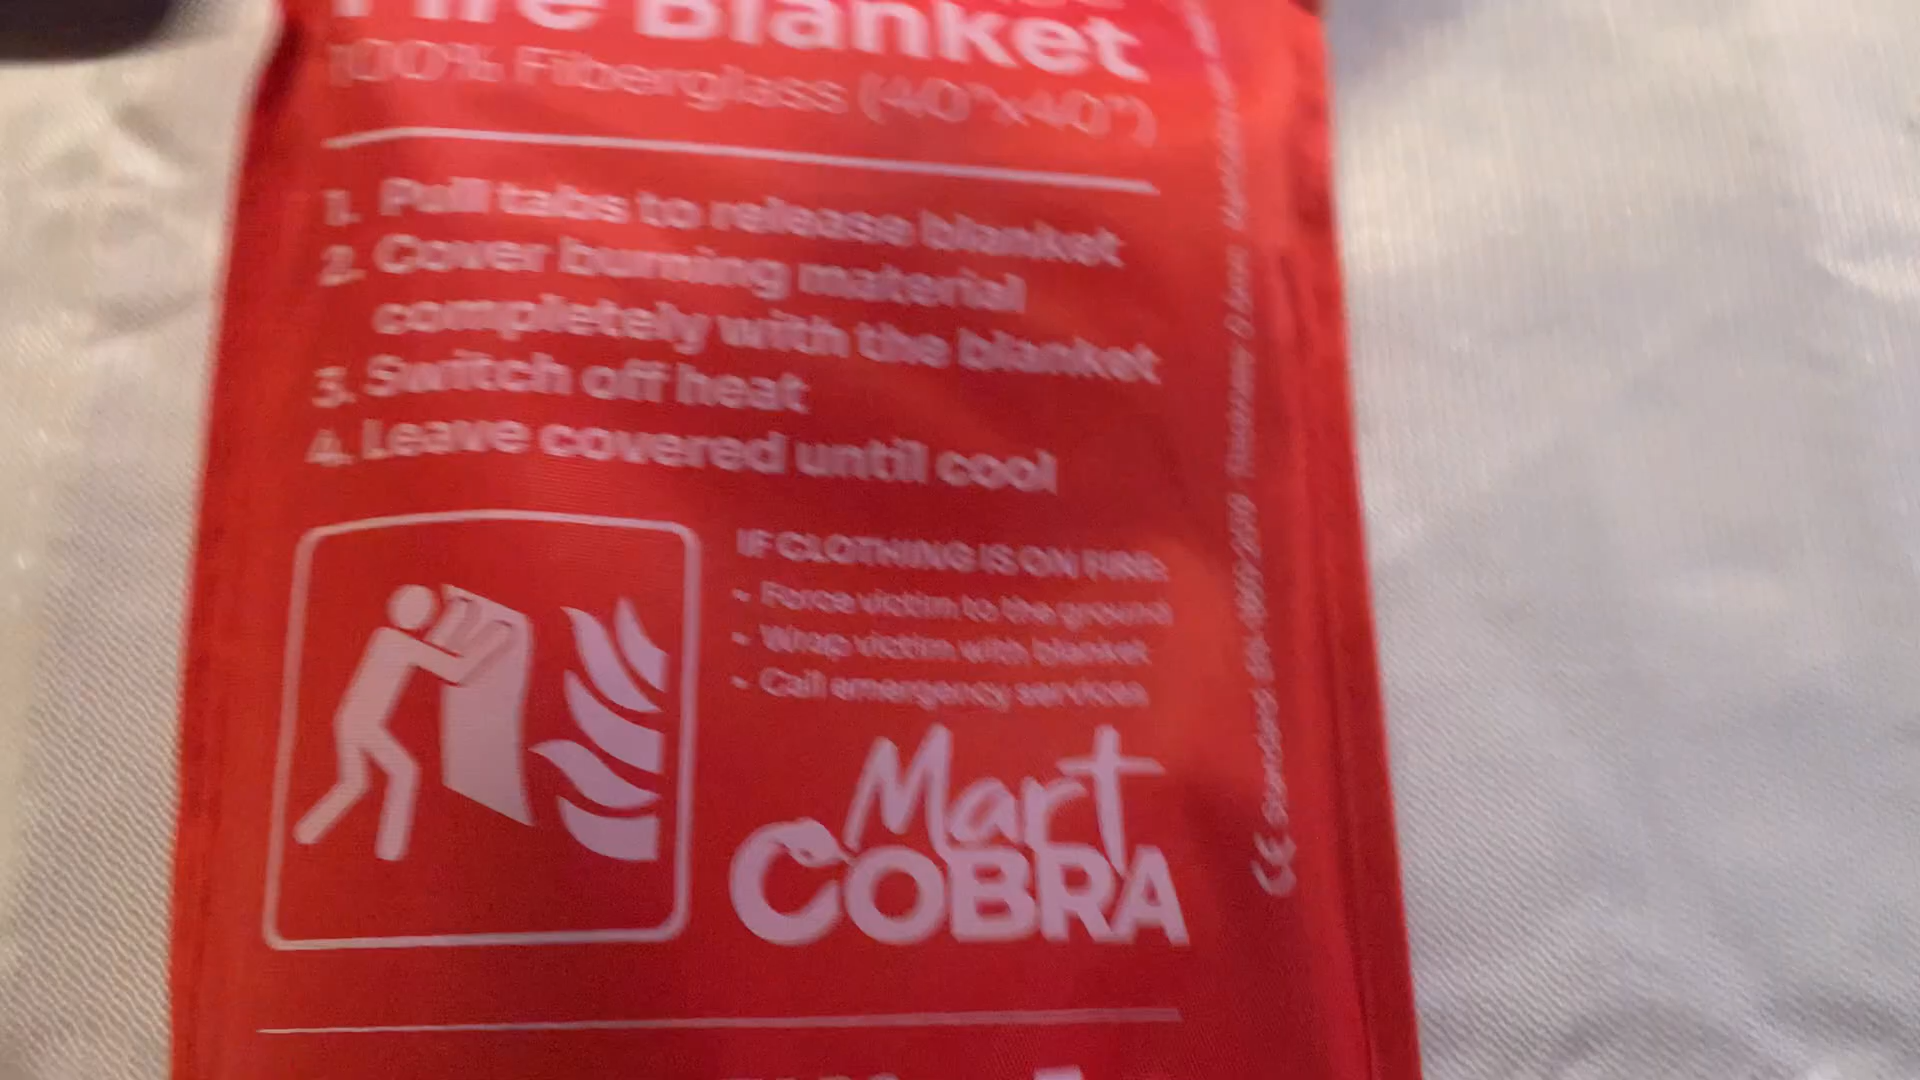 Fire Blanket
100% Fiberglass (40"x40")
1. Pull tabs to release blanket
2. Cover burning material
completely with the blanket
3. Switch off heat
4. Leave covered until cool
IF CLOTHING IS ON FIRE:
• Force victim to the ground
• Wrap victim with blanket
• Call emergency services
Mart
COBRA